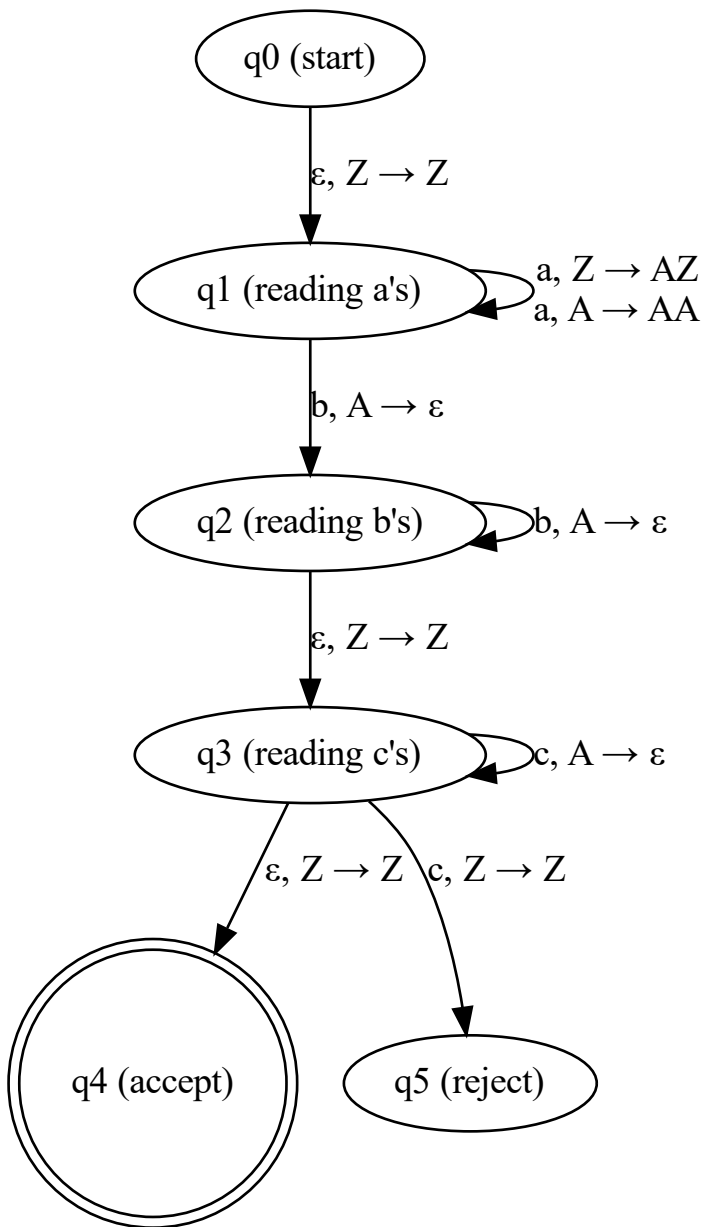 q0 (start)
ε, Z → Z
q1 (reading a's)
a, Z → AZ
a, A → AA
b, A → ε
q2 (reading b's)
b, A → ε
ε, Z → Z
q3 (reading c's)
c, A → ε
ε, Z → Z
c, Z → Z
q4 (accept)
q5 (reject)